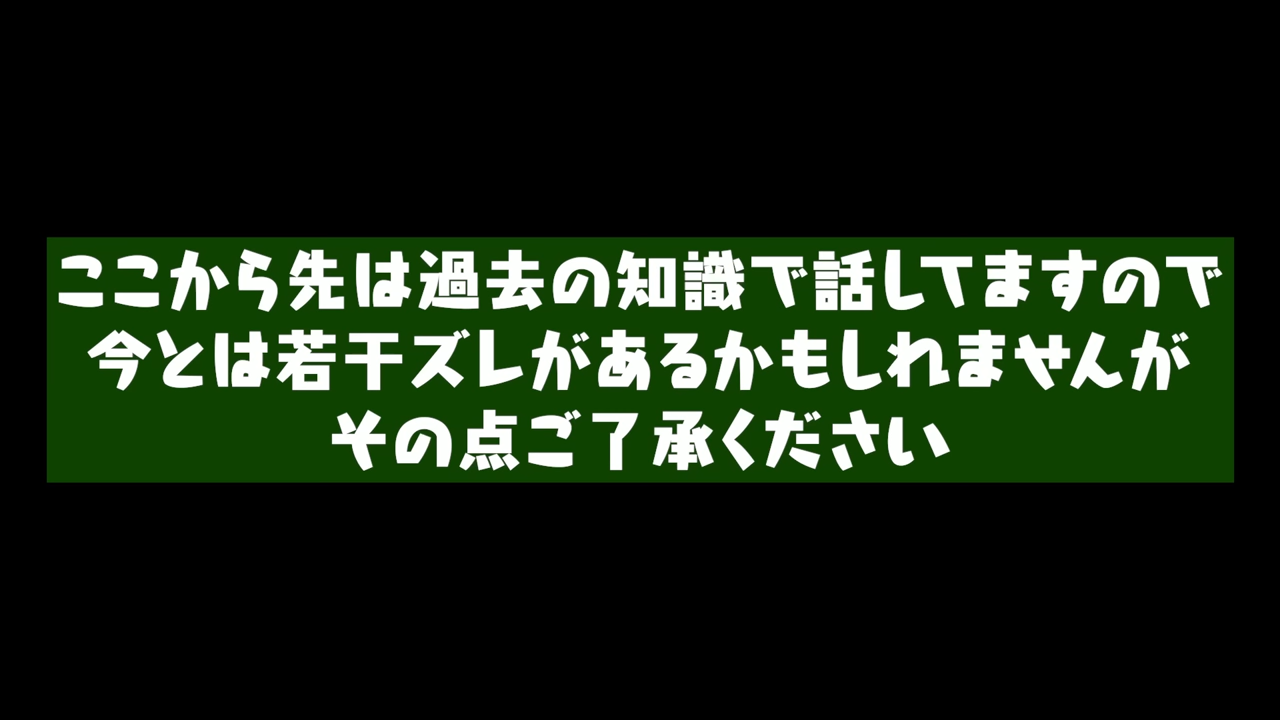 ここから先は過去の知識で話してますので
今とは若干ズレがあるかもしれませんが
その点ご了承ください